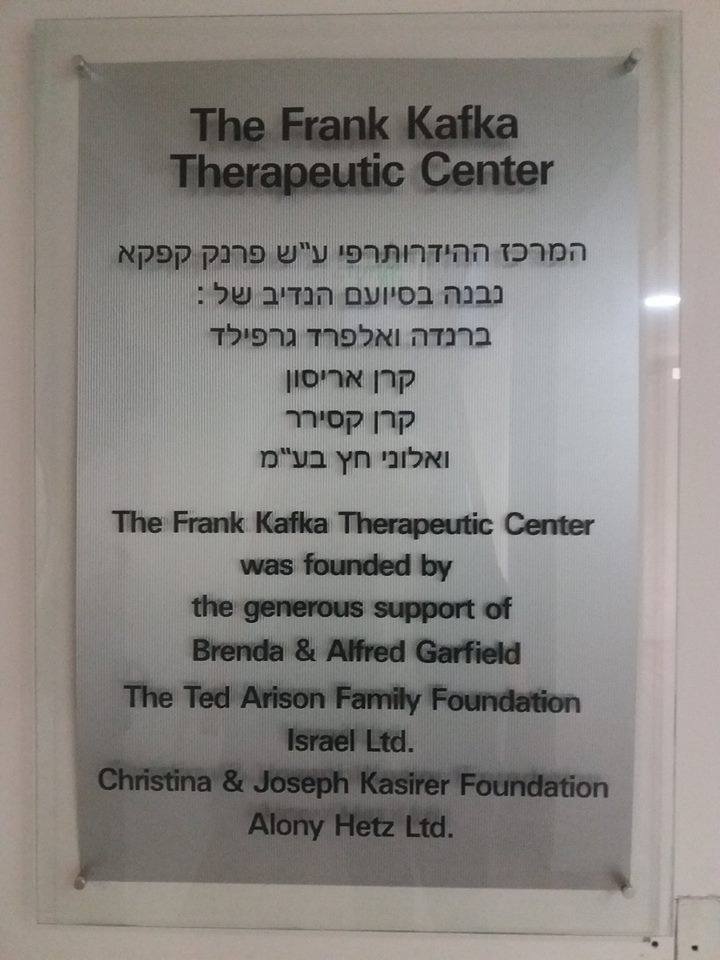 The Frank Kafka
Therapeutic Center
המרכז ההידרותרפי ע"ש פרנק קפקא
נבנה בסיועם הנדיב של :
ברנדה ואלפרד גרפילד
קרן אריסון
קרן קסירר
ואלוני חץ בע"מ
The Frank Kafka Therapeutic Center
was founded by
the generous support of
Brenda & Alfred Garfield
The Ted Arison Family Foundation
Israel Ltd.
Christina & Joseph Kasirer Foundation
Alony Hetz Ltd.